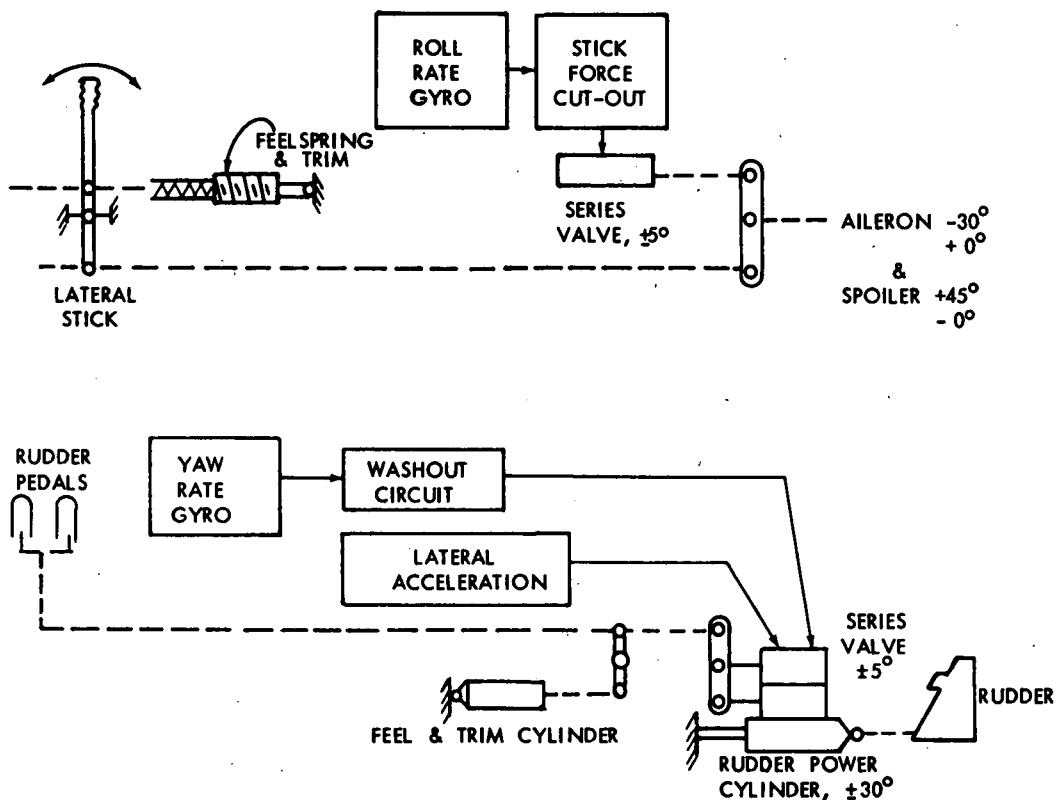 ROLL
RATE
GYRO
STICK
FORCE
CUT-OUT
FEEL SPRING
& TRIM
SERIES
VALVE, ±5°
AILERON -30°
+ 0°
&
SPOILER +45°
- 0°
LATERAL
STICK
RUDDER
PEDALS
YAW
RATE
GYRO
WASHOUT
CIRCUIT
LATERAL
ACCELERATION
SERIES
VALVE
±5°
RUDDER
FEEL & TRIM CYLINDER
RUDDER POWER
CYLINDER, ±30°